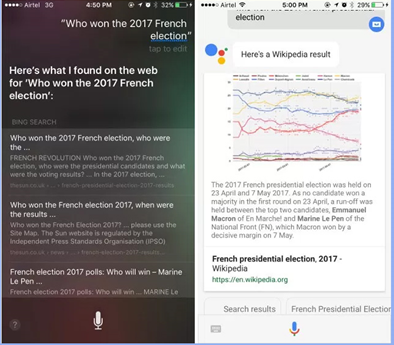 Airtel 3G 4:50 PM 32%
"Who won the 2017 French
election"
tap to edit
Here's what I found on the web
for 'Who won the 2017 French
election':
BING SEARCH
Who won the 2017 French election, who were
the ...
FRENCH REVOLUTION Who won the 2017 French
election, who were the presidential candidates and what
were the voting results? ... In the 2017 election, ...
Who won the French election 2017, when were
the results ...
Who won the French Election 2017? ... please use the
Site Map. The Sun website is regulated by the
Independent Press Standards Organisation (IPSO)
French election 2017 polls: Who will win – Marine
Le Pen ...
French election 2017 polls: Who will ... MARINE Le
?
Airtel 5:00 PM 29%
election
Here's a Wikipedia result
The 2017 French presidential election was held on
23 April and 7 May 2017. As no candidate won a
majority in the first round on 23 April, a run-off was
held between the top two candidates, Emmanuel
Macron of En Marche! and Marine Le Pen of the
National Front (FN), which Macron won by a
decisive margin on 7 May.
French presidential election, 2017 -
Wikipedia
https://en.wikipedia.org
Search results
French Presidential Election